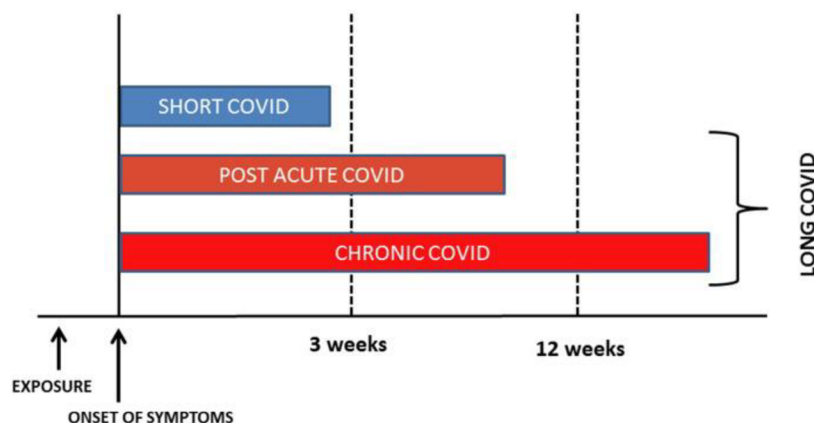 SHORT COVID
POST ACUTE COVID
CHRONIC COVID
LONG COVID
3 weeks
12 weeks
EXPOSURE
ONSET OF SYMPTOMS